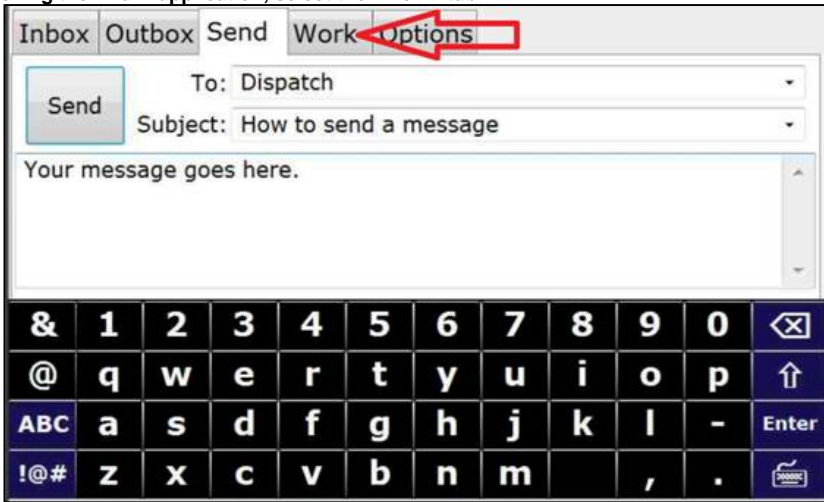 Inbox Outbox Send Work Options
Send
To: Dispatch
Subject: How to send a message
Your message goes here.
& 1 2 3 4 5 6 7 8 9 0
@ q w e r t y u i o p
ABC a s d f g h j k l - Enter
!@# z x c v b n m , .